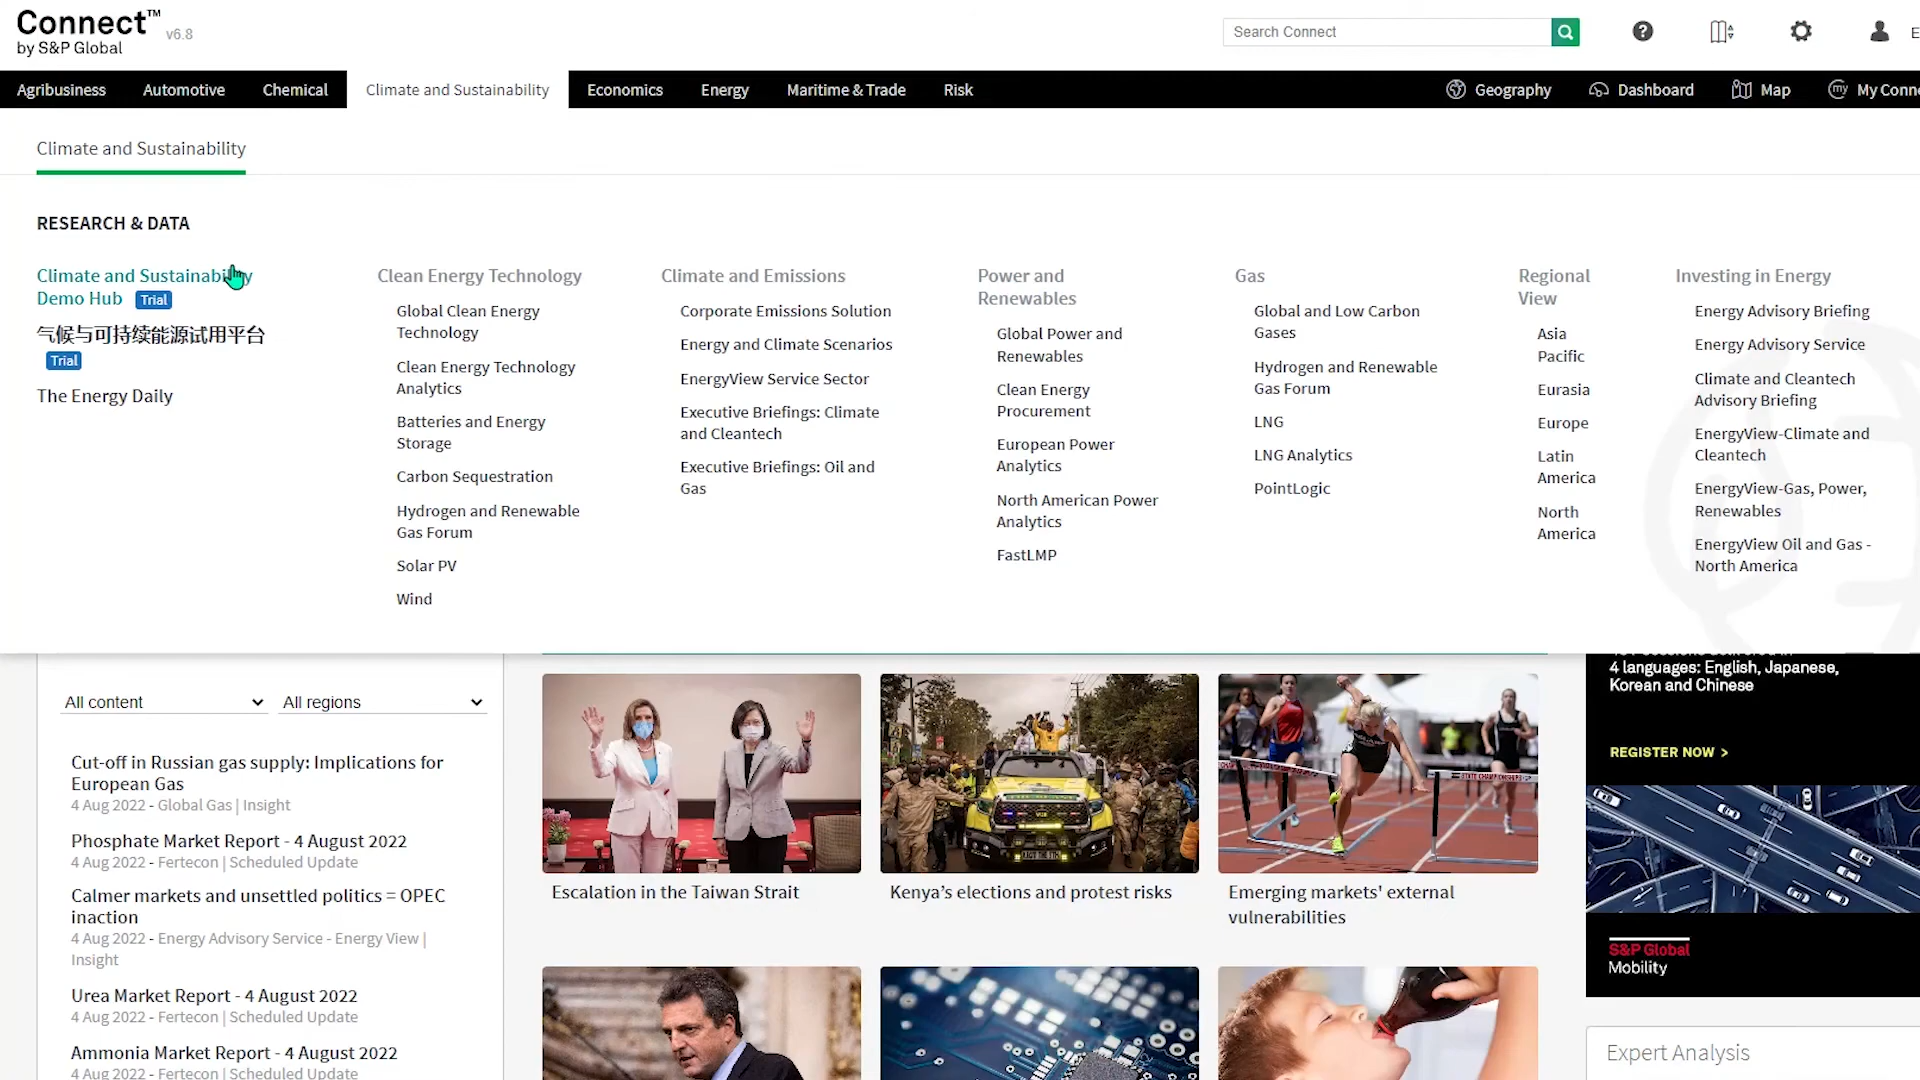 Connect™ v6.8
by S&P Global
Search Connect
Agribusiness Automotive Chemical Climate and Sustainability Economics Energy Maritime & Trade Risk Geography Dashboard Map my My Conne
Climate and Sustainability
RESEARCH & DATA
Climate and Sustainability
Demo Hub Trial
气候与可持续能源试用平台
Trial
The Energy Daily
Clean Energy Technology
Global Clean Energy
Technology
Clean Energy Technology
Analytics
Batteries and Energy
Storage
Carbon Sequestration
Hydrogen and Renewable
Gas Forum
Solar PV
Wind
Climate and Emissions
Corporate Emissions Solution
Energy and Climate Scenarios
EnergyView Service Sector
Executive Briefings: Climate
and Cleantech
Executive Briefings: Oil and
Gas
Power and
Renewables
Global Power and
Renewables
Clean Energy
Procurement
European Power
Analytics
North American Power
Analytics
FastLMP
Gas
Global and Low Carbon
Gases
Hydrogen and Renewable
Gas Forum
LNG
LNG Analytics
PointLogic
Regional
View
Asia
Pacific
Eurasia
Europe
Latin
America
North
America
Investing in Energy
Energy Advisory Briefing
Energy Advisory Service
Climate and Cleantech
Advisory Briefing
EnergyView-Climate and
Cleantech
EnergyView-Gas, Power,
Renewables
EnergyView Oil and Gas -
North America
All content All regions
Cut-off in Russian gas supply: Implications for
European Gas
4 Aug 2022 - Global Gas | Insight
Phosphate Market Report - 4 August 2022
4 Aug 2022 - Fertecon | Scheduled Update
Calmer markets and unsettled politics = OPEC
inaction
4 Aug 2022 - Energy Advisory Service - Energy View |
Insight
Urea Market Report - 4 August 2022
4 Aug 2022 - Fertecon | Scheduled Update
Ammonia Market Report - 4 August 2022
4 Aug 2022 - Fertecon | Scheduled Update
Escalation in the Taiwan Strait
Kenya’s elections and protest risks
STATE CHAMPIONSHIPS
Emerging markets' external
vulnerabilities
4 languages: English, Japanese,
Korean and Chinese
REGISTER NOW >
S&P Global
Mobility
Expert Analysis